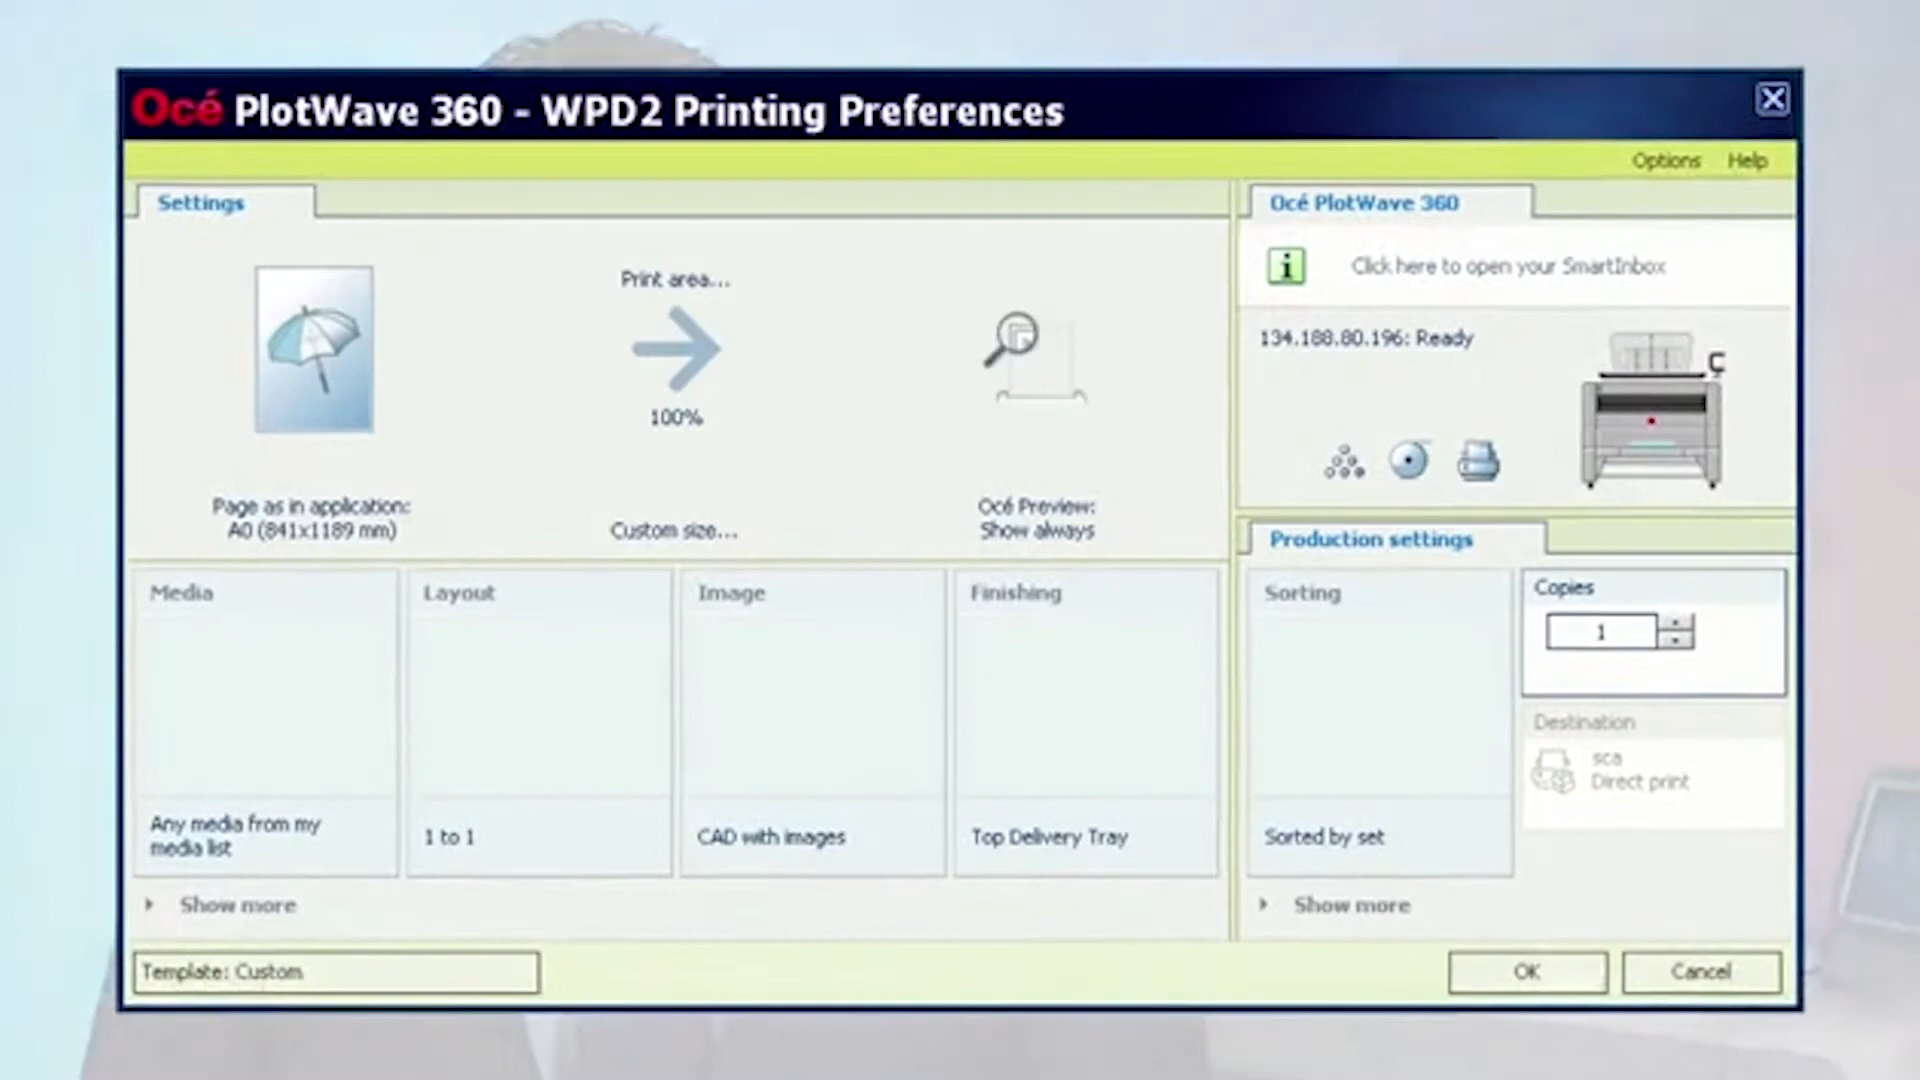 Océ PlotWave 360 - WPD2 Printing Preferences
Options Help
Settings
Print area...
100%
Page as in application:
A0 (841x1189 mm)
Custom size...
Océ Preview:
Show always
Océ PlotWave 360
i
Click here to open your SmartInbox
134.188.80.196: Ready
Media
Any media from my
media list
Layout
1 to 1
Image
CAD with images
Finishing
Top Delivery Tray
Show more
Production settings
Sorting
Sorted by set
Copies
1
Destination
sca
Direct print
Show more
Template: Custom
OK
Cancel